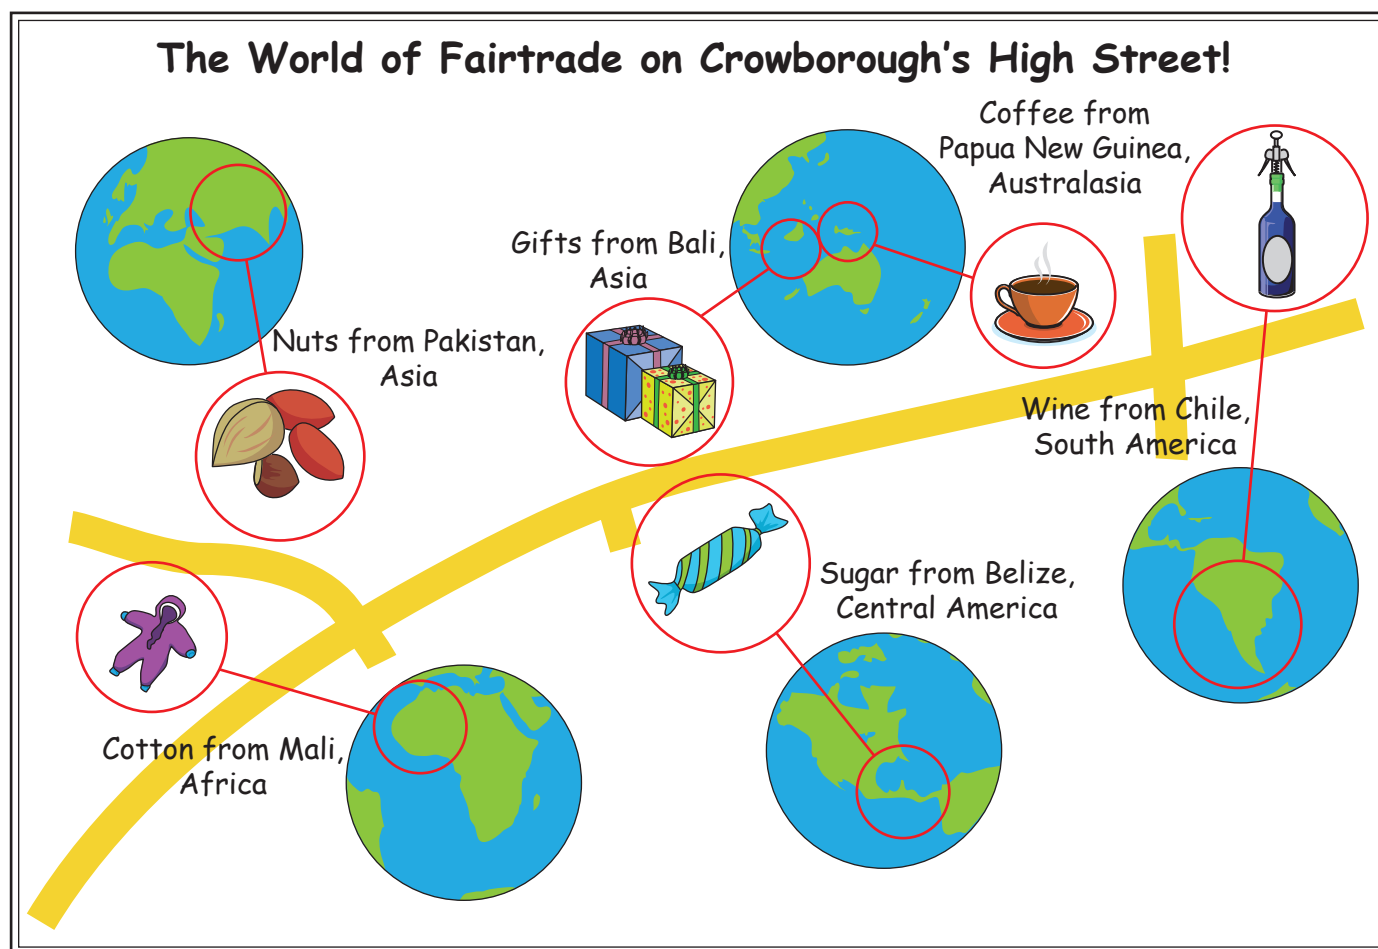 The World of Fairtrade on Crowborough's High Street!
Coffee from
Papua New Guinea,
Australasia
Gifts from Bali,
Asia
Nuts from Pakistan,
Asia
Wine from Chile,
South America
Sugar from Belize,
Central America
Cotton from Mali,
Africa